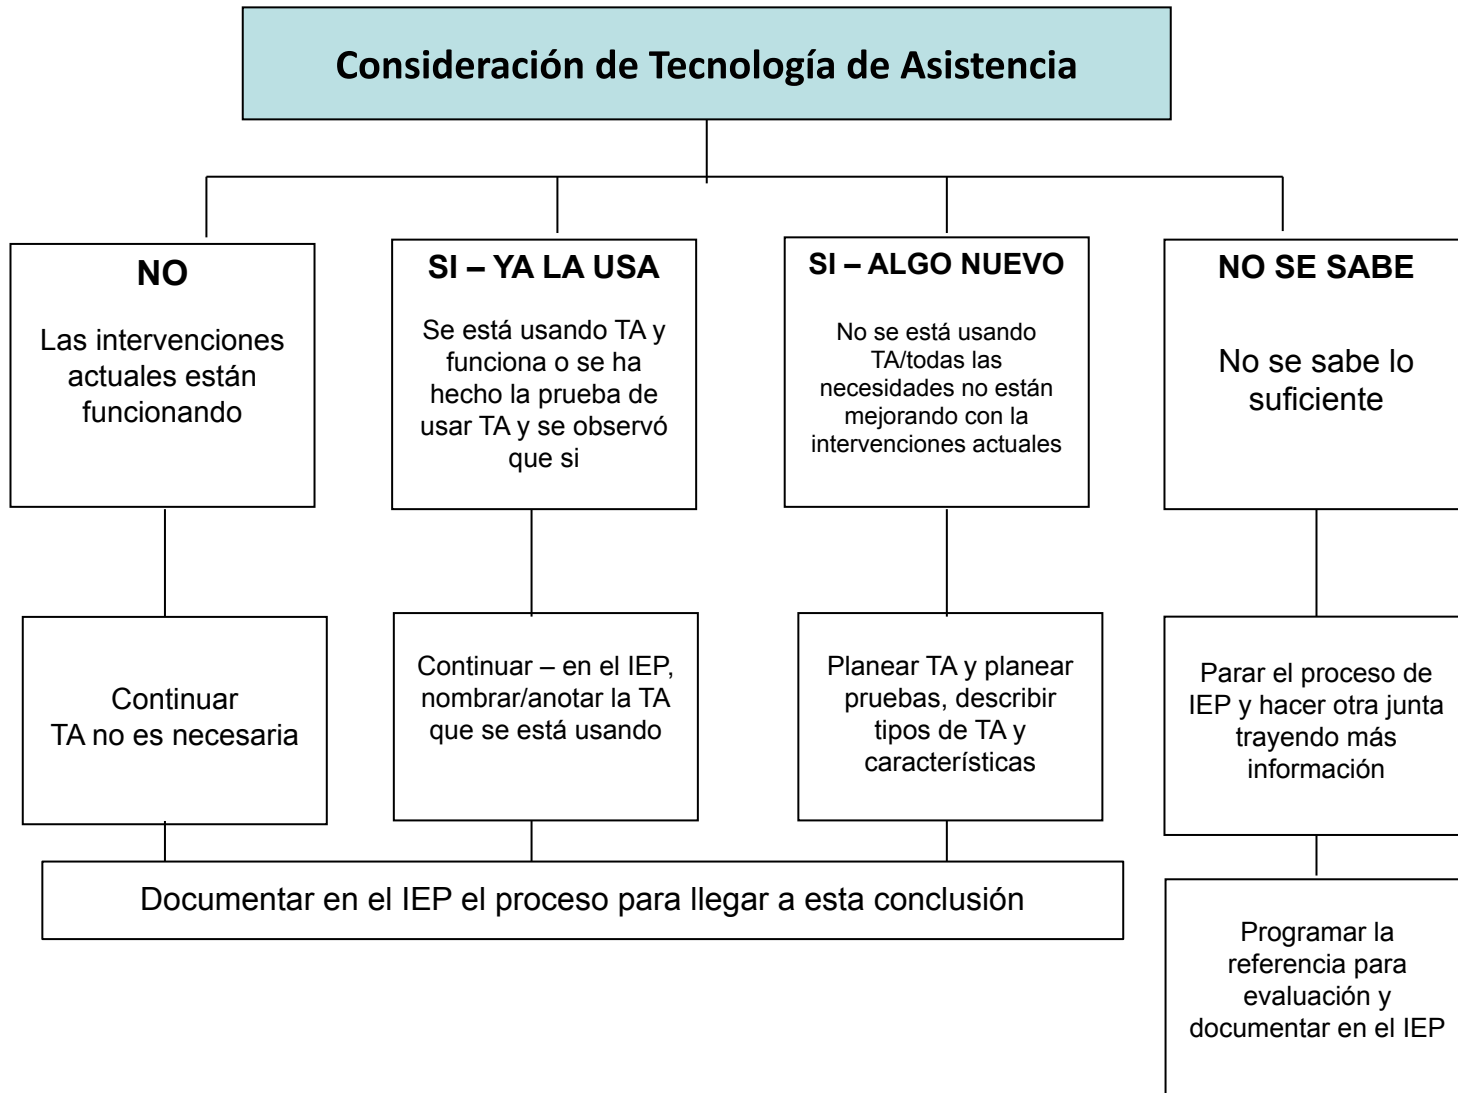 Consideración de Tecnología de Asistencia
NO
Las intervenciones
actuales están
funcionando
SI – YA LA USA
Se está usando TA y
funciona o se ha
hecho la prueba de
usar TA y se observó
que si
SI – ALGO NUEVO
No se está usando
TA/todas las
necesidades no están
mejorando con la
intervenciones actuales
NO SE SABE
No se sabe lo
suficiente
Continuar
TA no es necesaria
Continuar – en el IEP,
nombrar/anotar la TA
que se está usando
Planear TA y planear
pruebas, describir
tipos de TA y
características
Parar el proceso de
IEP y hacer otra junta
trayendo más
información
Documentar en el IEP el proceso para llegar a esta conclusión
Programar la
referencia para
evaluación y
documentar en el IEP